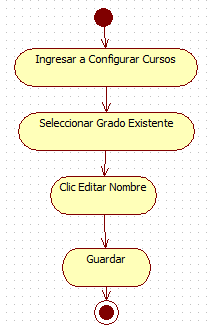 Ingresar a Configurar Cursos
Seleccionar Grado Existente
Clic Editar Nombre
Guardar